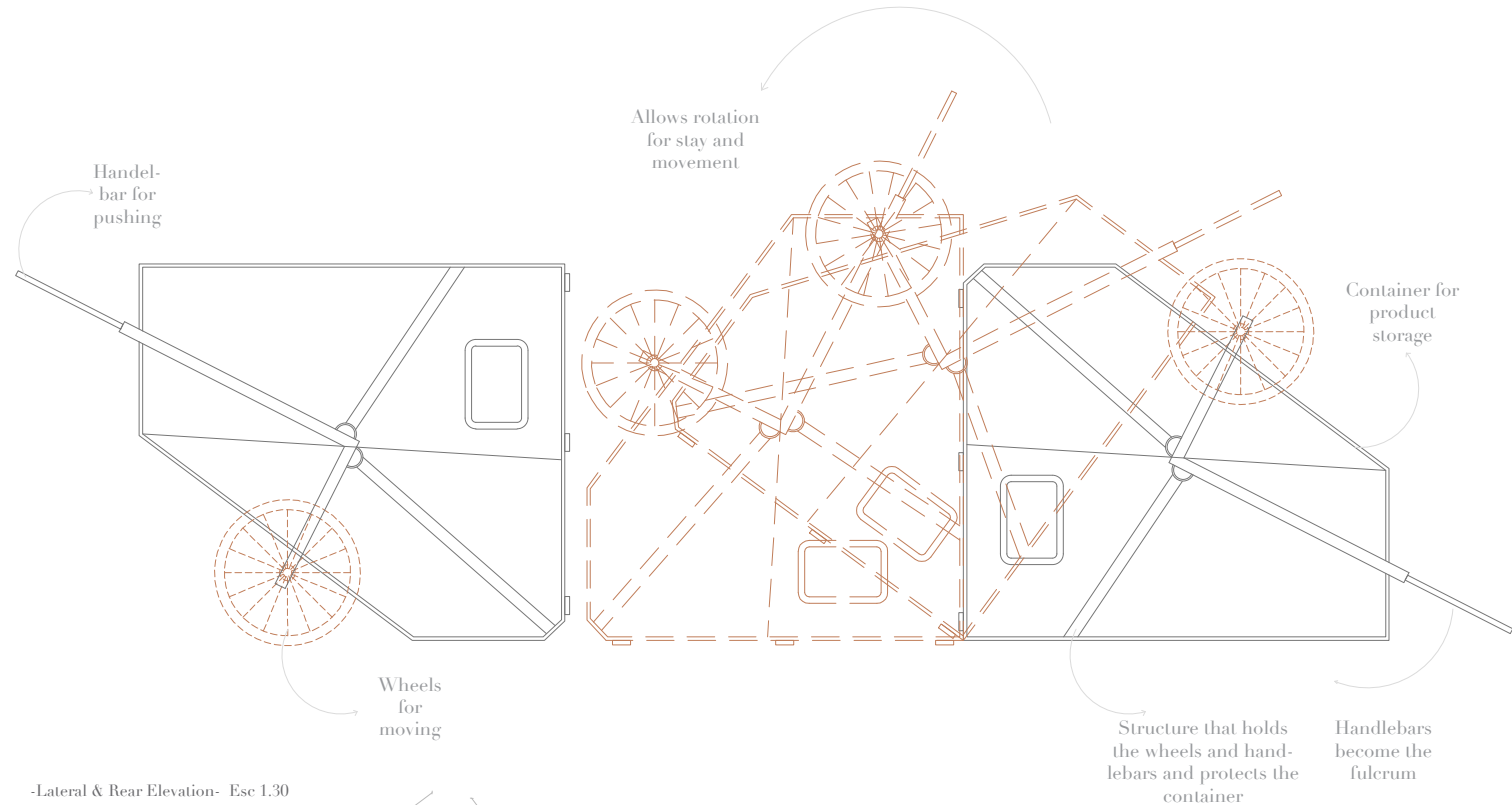 Allows rotation
for stay and
movement
Handel-
bar for
pushing
Container for
product
storage
Wheels
for
moving
Structure that holds
the wheels and hand-
lebars and protects the
container
Handlebars
become the
fulcrum
-Lateral & Rear Elevation- Esc 1.30